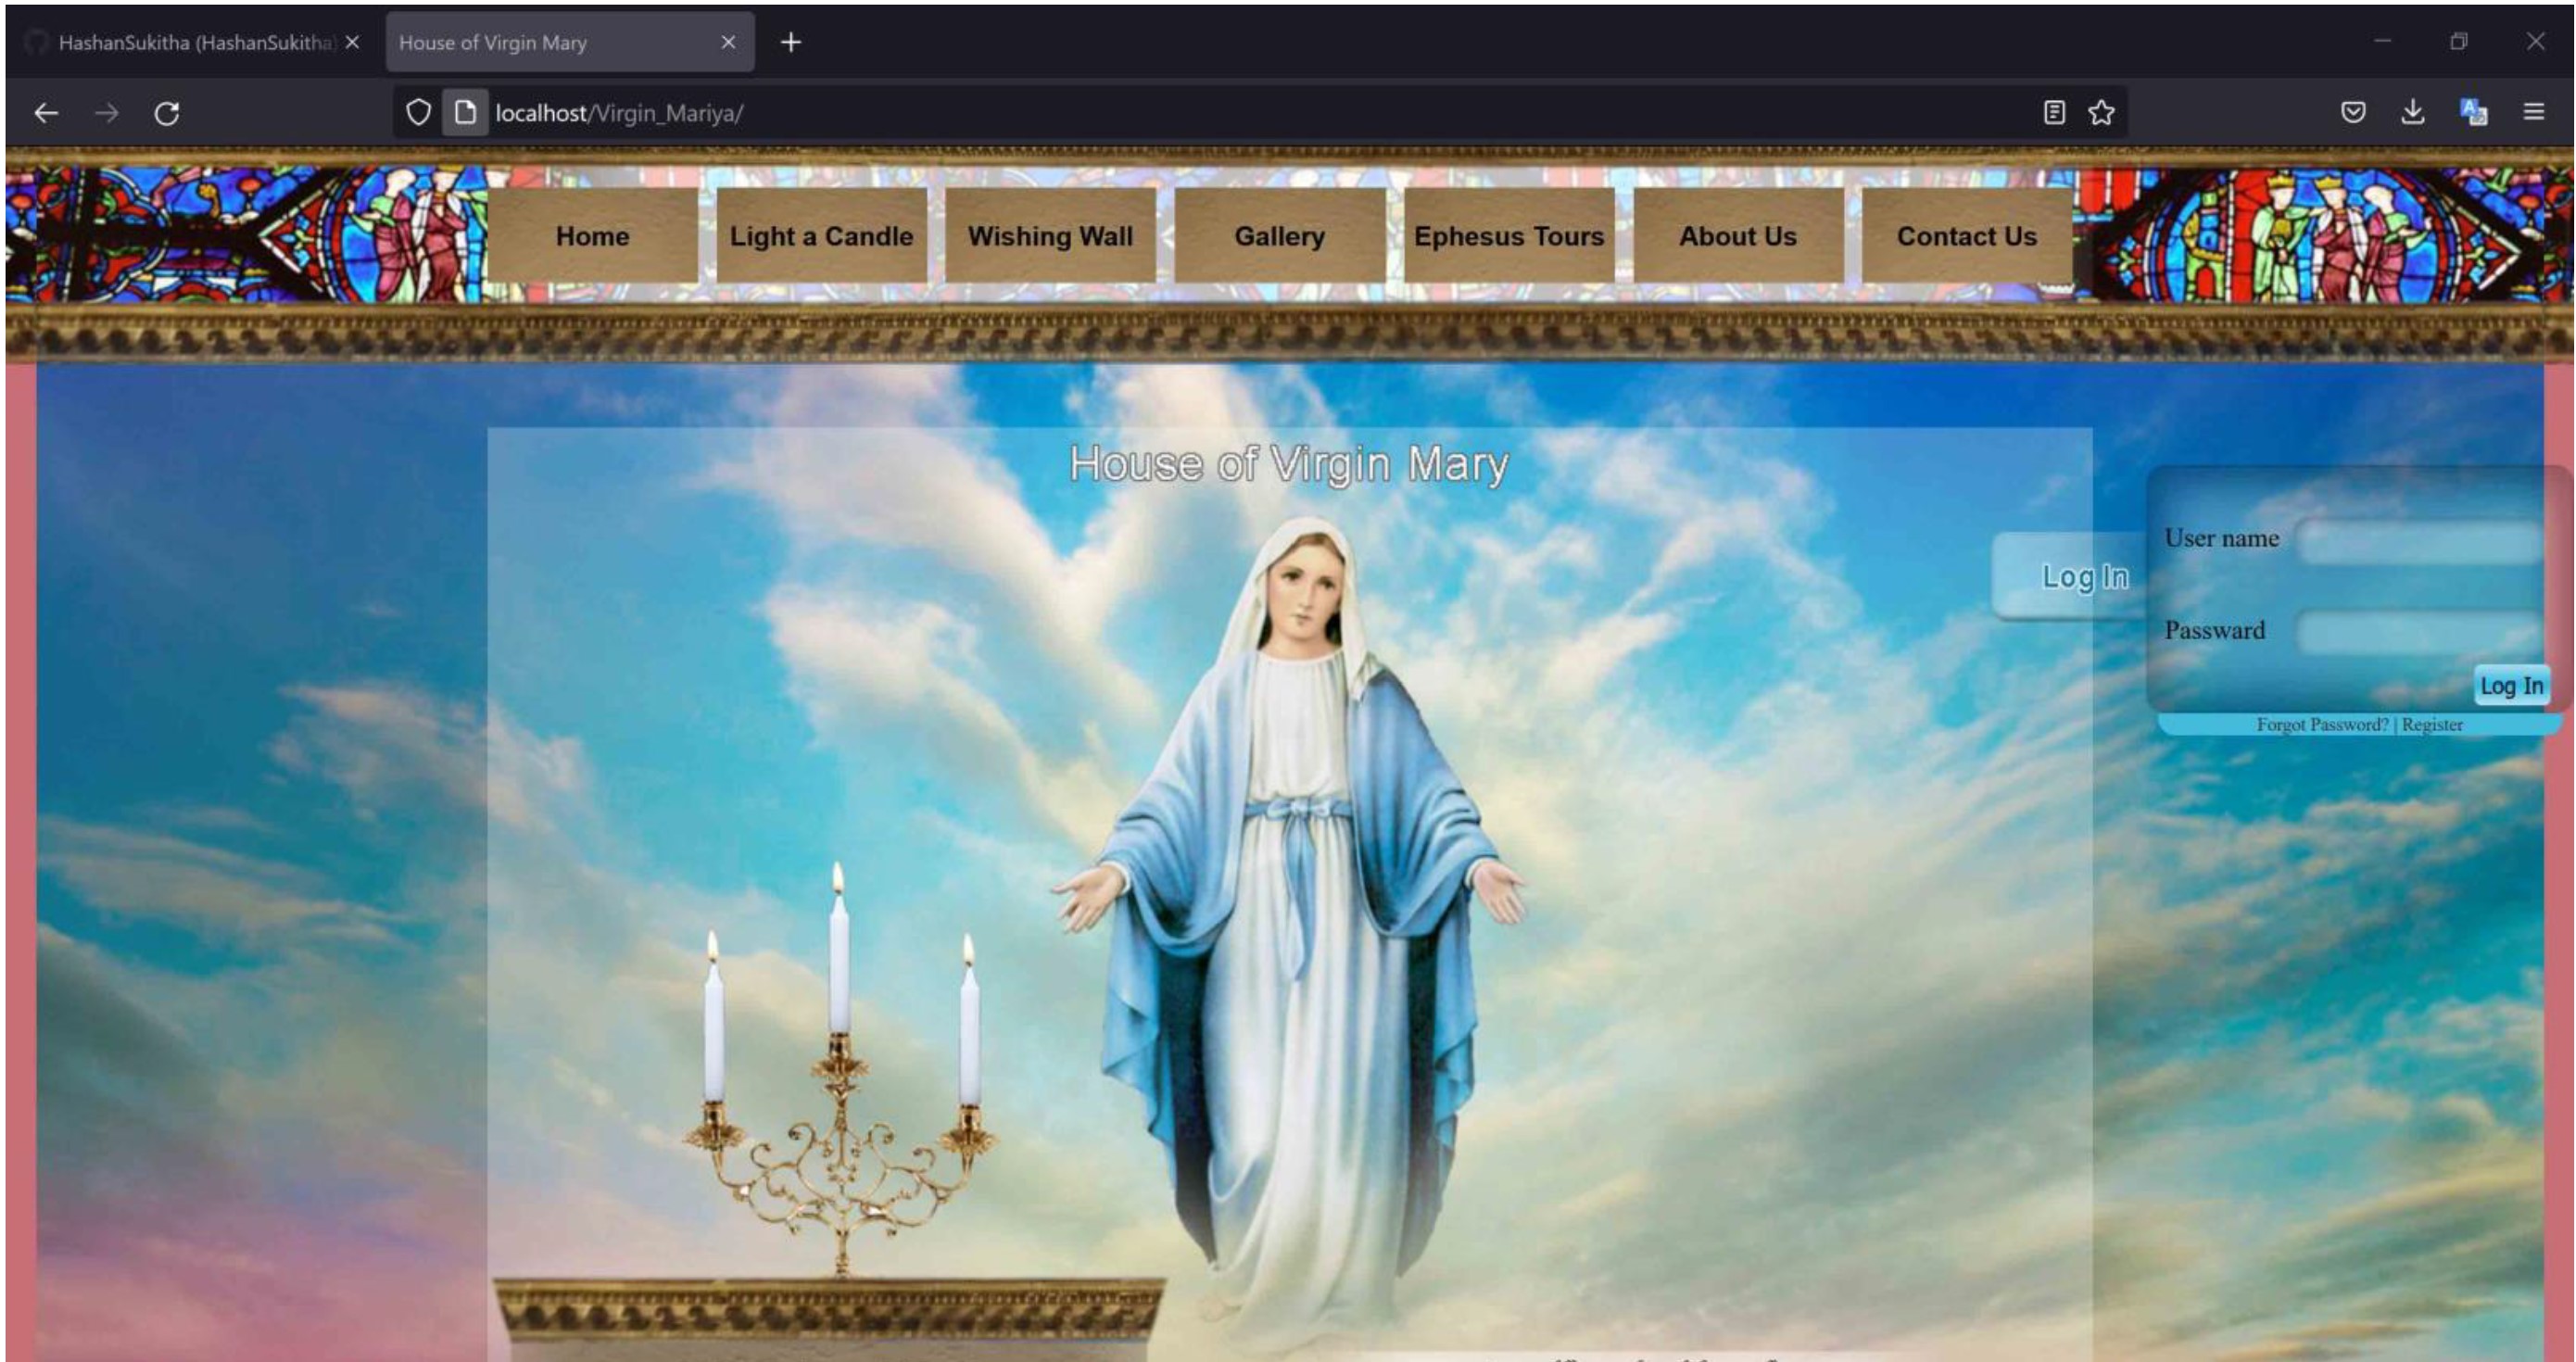 HashanSukitha (HashanSukitha)
House of Virgin Mary
localhost/Virgin_Mariya/
Home
Light a Candle
Wishing Wall
Gallery
Ephesus Tours
About Us
Contact Us
House of Virgin Mary
User name
Log In
Passward
Log In
Forgot Password? | Register